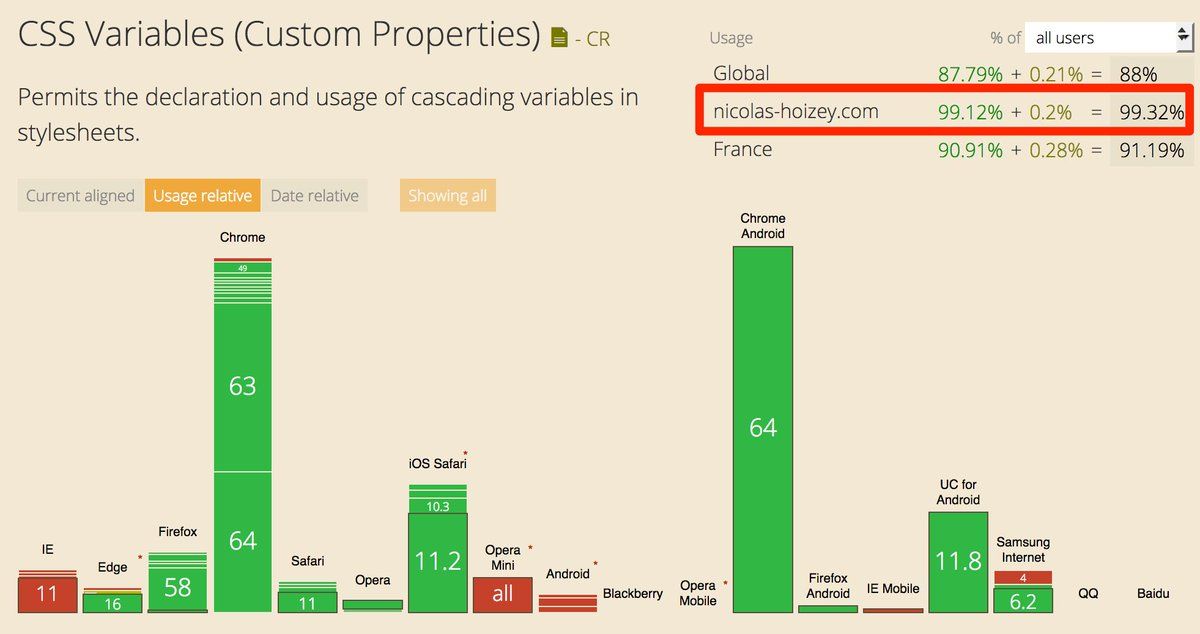 CSS Variables (Custom Properties) - CR
Permits the declaration and usage of cascading variables in
stylesheets.
Usage % of all users
Global 87.79% + 0.21% = 88%
nicolas-hoizey.com 99.12% + 0.2% = 99.32%
France 90.91% + 0.28% = 91.19%
Current aligned Usage relative Date relative Showing all
IE
11
Edge *
16
Firefox
58
Chrome
49
63
64
Safari
11
Opera
iOS Safari *
10.3
11.2
Opera
Mini *
all
Android *
Blackberry
Opera
Mobile *
Chrome
Android
64
Firefox
Android
IE Mobile
UC for
Android
11.8
Samsung
Internet
4
6.2
QQ
Baidu